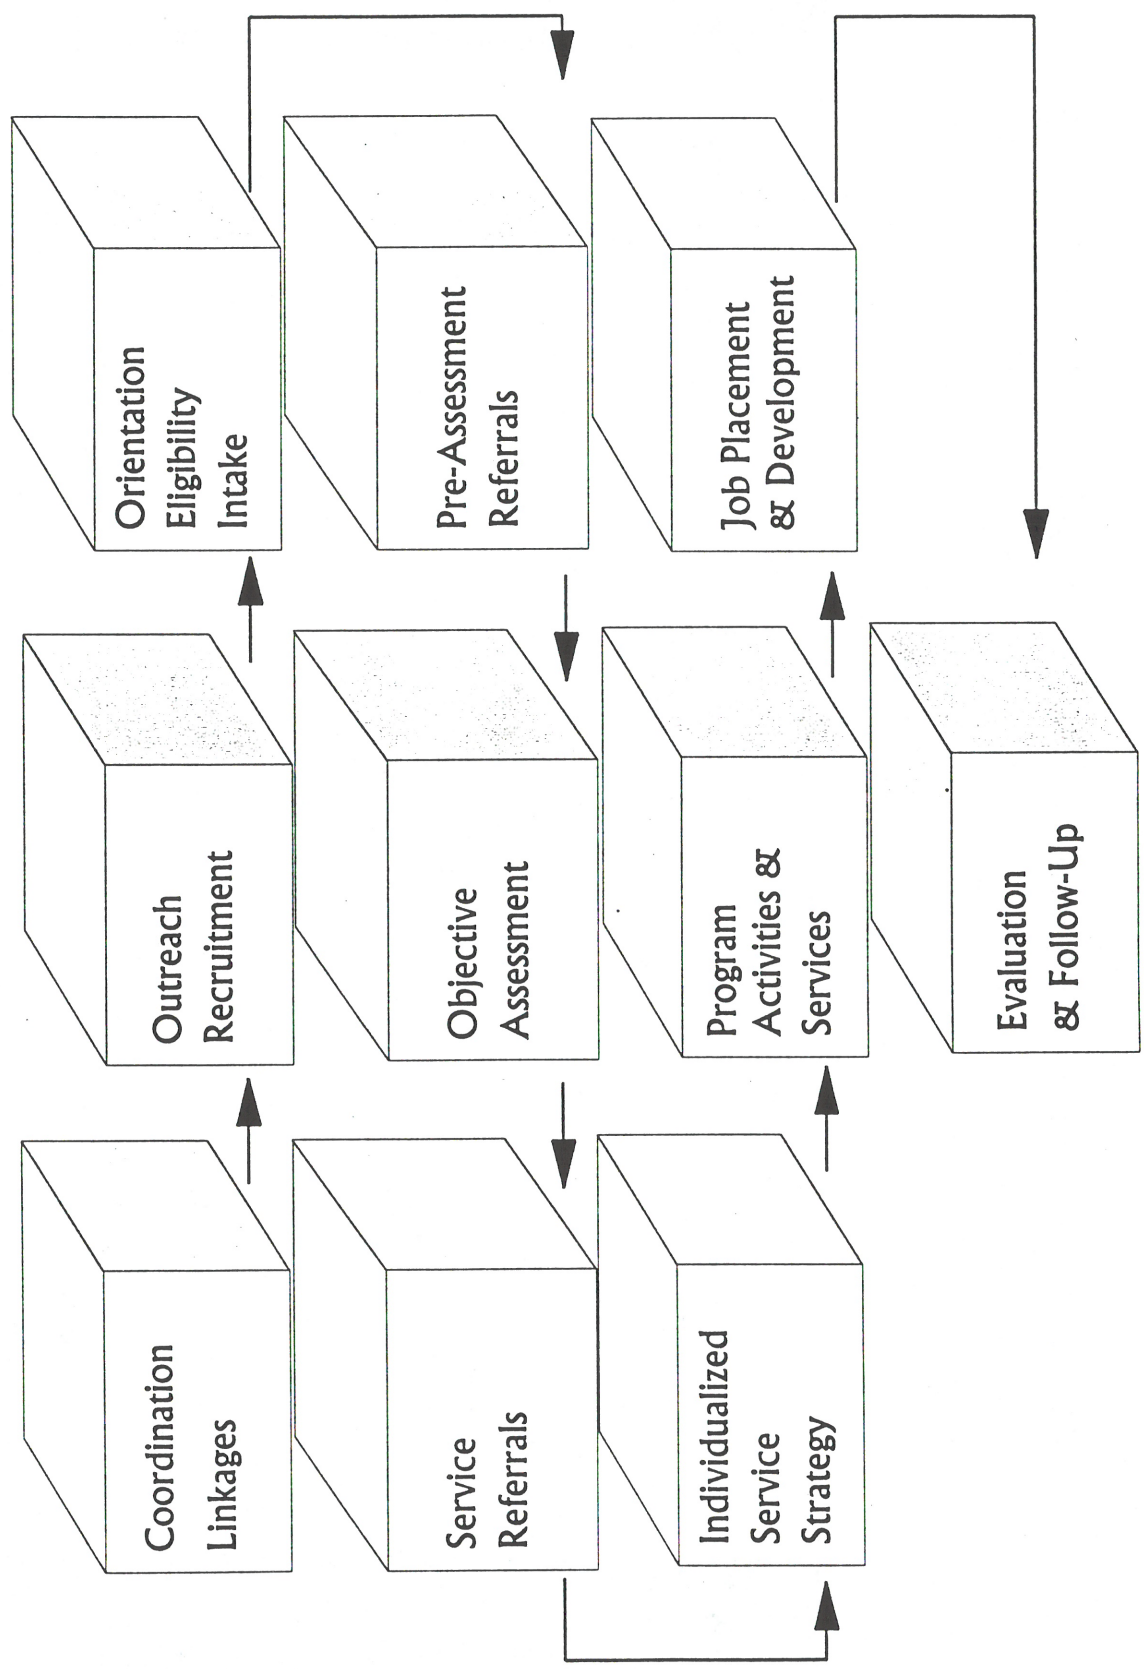 Coordination
Linkages
Outreach
Recruitment
Orientation
Eligibility
Intake
Pre-Assessment
Referrals
Objective
Assessment
Service
Referrals
Individualized
Service
Strategy
Program
Activities &
Services
Job Placement
& Development
Evaluation
& Follow-Up